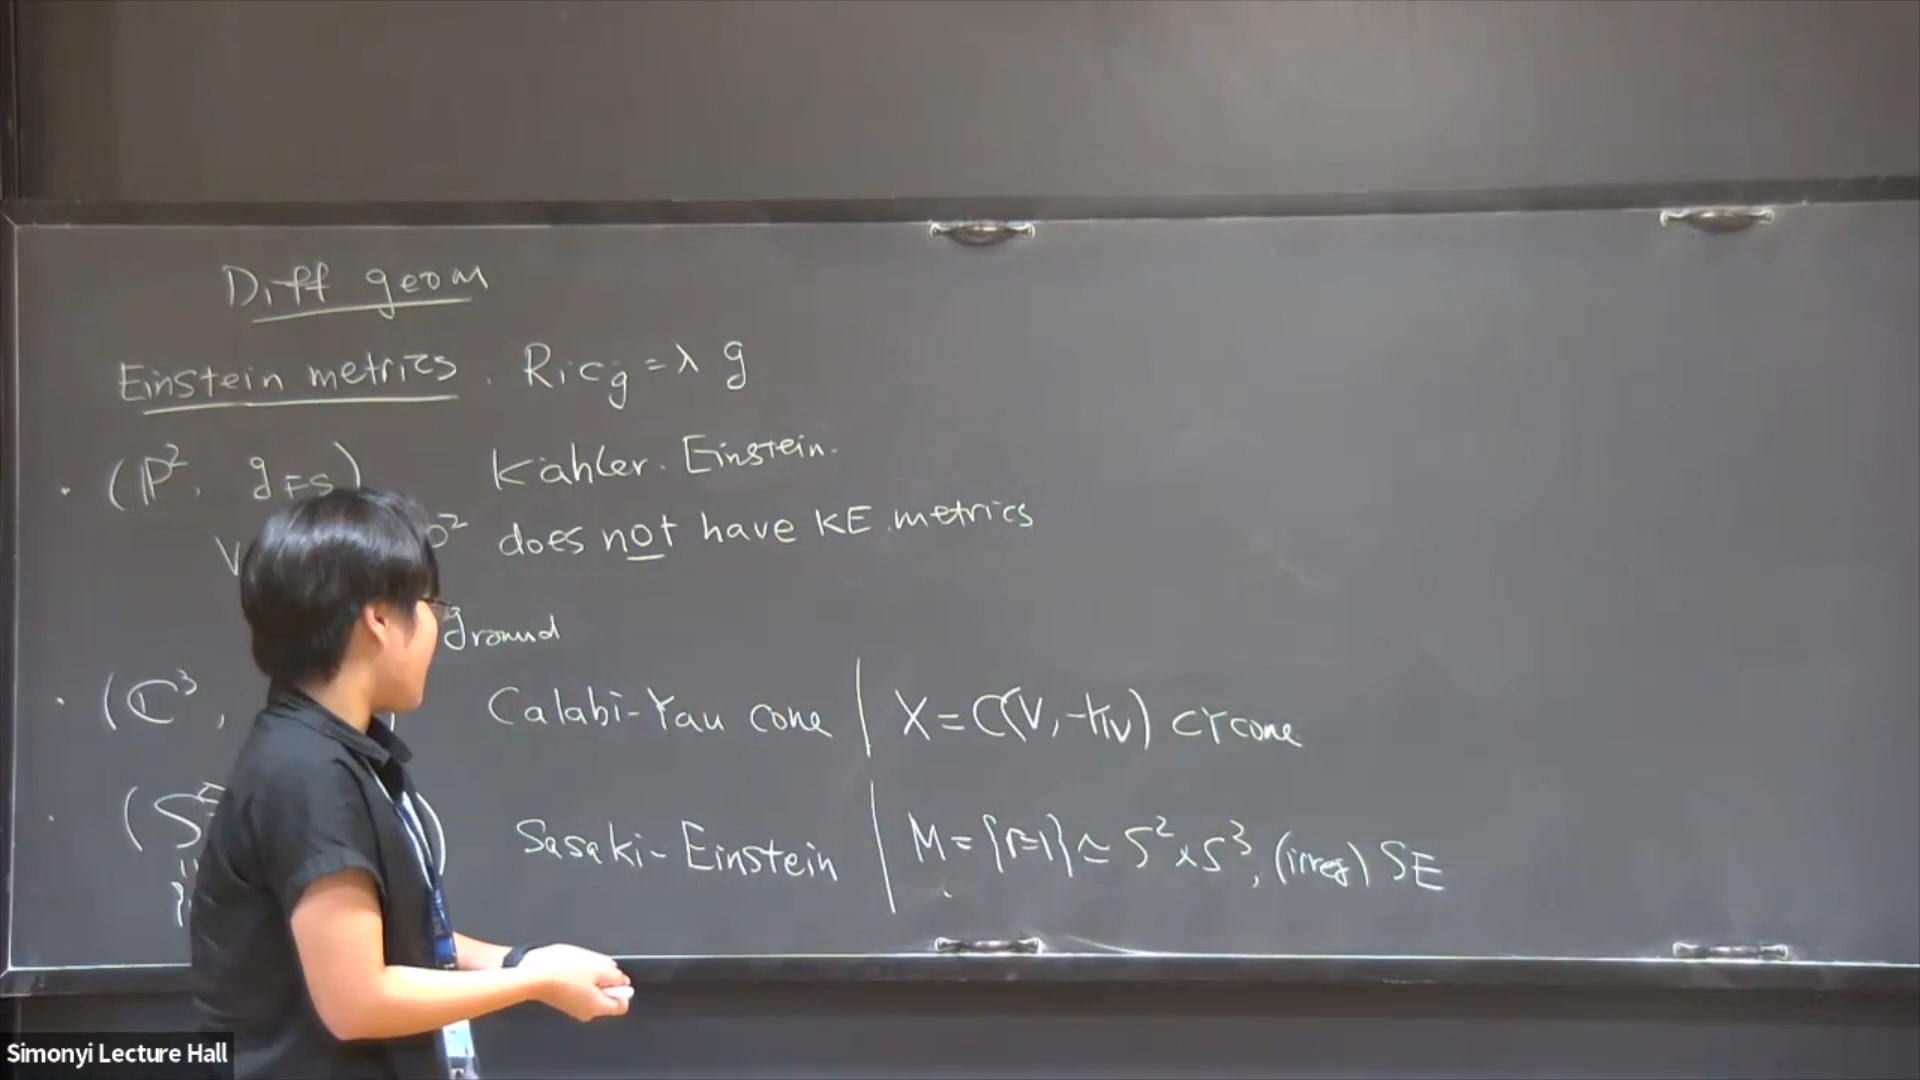 Diff geom
Einstein metrics. Ric_g = λ g
· (ℙ², g_FS) Kähler-Einstein.
V ² does not have KE metrics
ground
· (ℂ³, ) Calabi-Yau cone | X = C(V, -K_V) CY cone
· (S ) Sasaki-Einstein | M = {r=1} ≃ S² × S³, (irreg) SE
Simonyi Lecture Hall